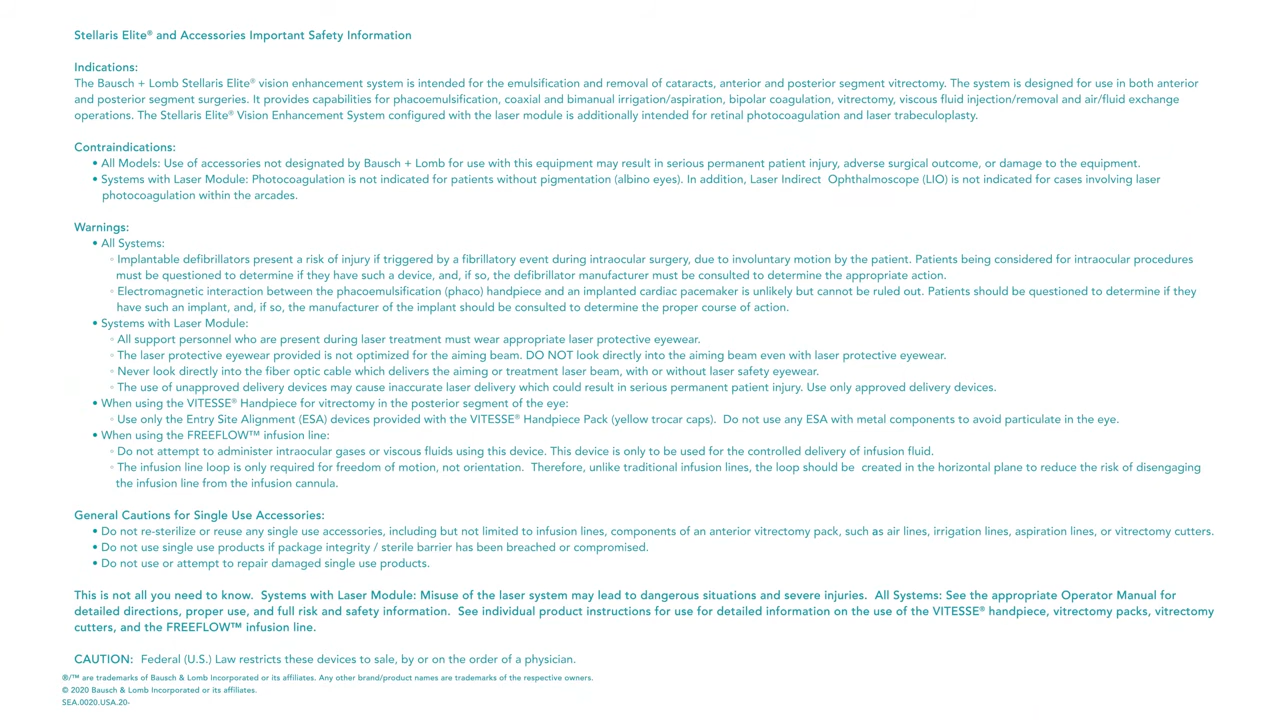 Stellaris Elite® and Accessories Important Safety Information
Indications:
The Bausch + Lomb Stellaris Elite® vision enhancement system is intended for the emulsification and removal of cataracts, anterior and posterior segment vitrectomy. The system is designed for use in both anterior
and posterior segment surgeries. It provides capabilities for phacoemulsification, coaxial and bimanual irrigation/aspiration, bipolar coagulation, vitrectomy, viscous fluid injection/removal and air/fluid exchange
operations. The Stellaris Elite® Vision Enhancement System configured with the laser module is additionally intended for retinal photocoagulation and laser trabeculoplasty.
Contraindications:
• All Models: Use of accessories not designated by Bausch + Lomb for use with this equipment may result in serious permanent patient injury, adverse surgical outcome, or damage to the equipment.
• Systems with Laser Module: Photocoagulation is not indicated for patients without pigmentation (albino eyes). In addition, Laser Indirect Ophthalmoscope (LIO) is not indicated for cases involving laser
photocoagulation within the arcades.
Warnings:
• All Systems:
◦ Implantable defibrillators present a risk of injury if triggered by a fibrillatory event during intraocular surgery, due to involuntary motion by the patient. Patients being considered for intraocular procedures
must be questioned to determine if they have such a device, and, if so, the defibrillator manufacturer must be consulted to determine the appropriate action.
◦ Electromagnetic interaction between the phacoemulsification (phaco) handpiece and an implanted cardiac pacemaker is unlikely but cannot be ruled out. Patients should be questioned to determine if they
have such an implant, and, if so, the manufacturer of the implant should be consulted to determine the proper course of action.
• Systems with Laser Module:
◦ All support personnel who are present during laser treatment must wear appropriate laser protective eyewear.
◦ The laser protective eyewear provided is not optimized for the aiming beam. DO NOT look directly into the aiming beam even with laser protective eyewear.
◦ Never look directly into the fiber optic cable which delivers the aiming or treatment laser beam, with or without laser safety eyewear.
◦ The use of unapproved delivery devices may cause inaccurate laser delivery which could result in serious permanent patient injury. Use only approved delivery devices.
• When using the VITESSE® Handpiece for vitrectomy in the posterior segment of the eye:
◦ Use only the Entry Site Alignment (ESA) devices provided with the VITESSE® Handpiece Pack (yellow trocar caps). Do not use any ESA with metal components to avoid particulate in the eye.
• When using the FREEFLOW™ infusion line:
◦ Do not attempt to administer intraocular gases or viscous fluids using this device. This device is only to be used for the controlled delivery of infusion fluid.
◦ The infusion line loop is only required for freedom of motion, not orientation. Therefore, unlike traditional infusion lines, the loop should be created in the horizontal plane to reduce the risk of disengaging
the infusion line from the infusion cannula.
General Cautions for Single Use Accessories:
• Do not re-sterilize or reuse any single use accessories, including but not limited to infusion lines, components of an anterior vitrectomy pack, such as air lines, irrigation lines, aspiration lines, or vitrectomy cutters.
• Do not use single use products if package integrity / sterile barrier has been breached or compromised.
• Do not use or attempt to repair damaged single use products.
This is not all you need to know. Systems with Laser Module: Misuse of the laser system may lead to dangerous situations and severe injuries. All Systems: See the appropriate Operator Manual for
detailed directions, proper use, and full risk and safety information. See individual product instructions for use for detailed information on the use of the VITESSE® handpiece, vitrectomy packs, vitrectomy
cutters, and the FREEFLOW™ infusion line.
CAUTION: Federal (U.S.) Law restricts these devices to sale, by or on the order of a physician.
®/™ are trademarks of Bausch & Lomb Incorporated or its affiliates. Any other brand/product names are trademarks of the respective owners.
© 2020 Bausch & Lomb Incorporated or its affiliates.
SEA.0020.USA.20-